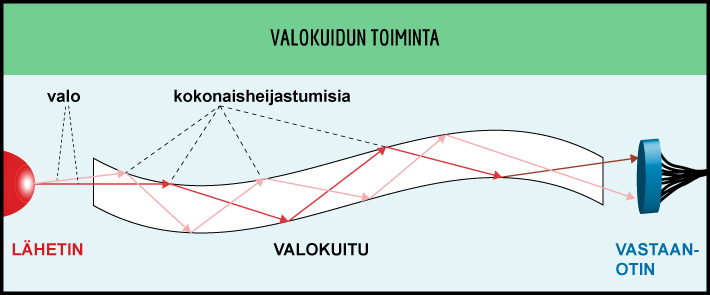 VALOKUIDUN TOIMINTA
valo
kokonaisheijastumisia
LÄHETIN
VALOKUITU
VASTAAN-
OTIN